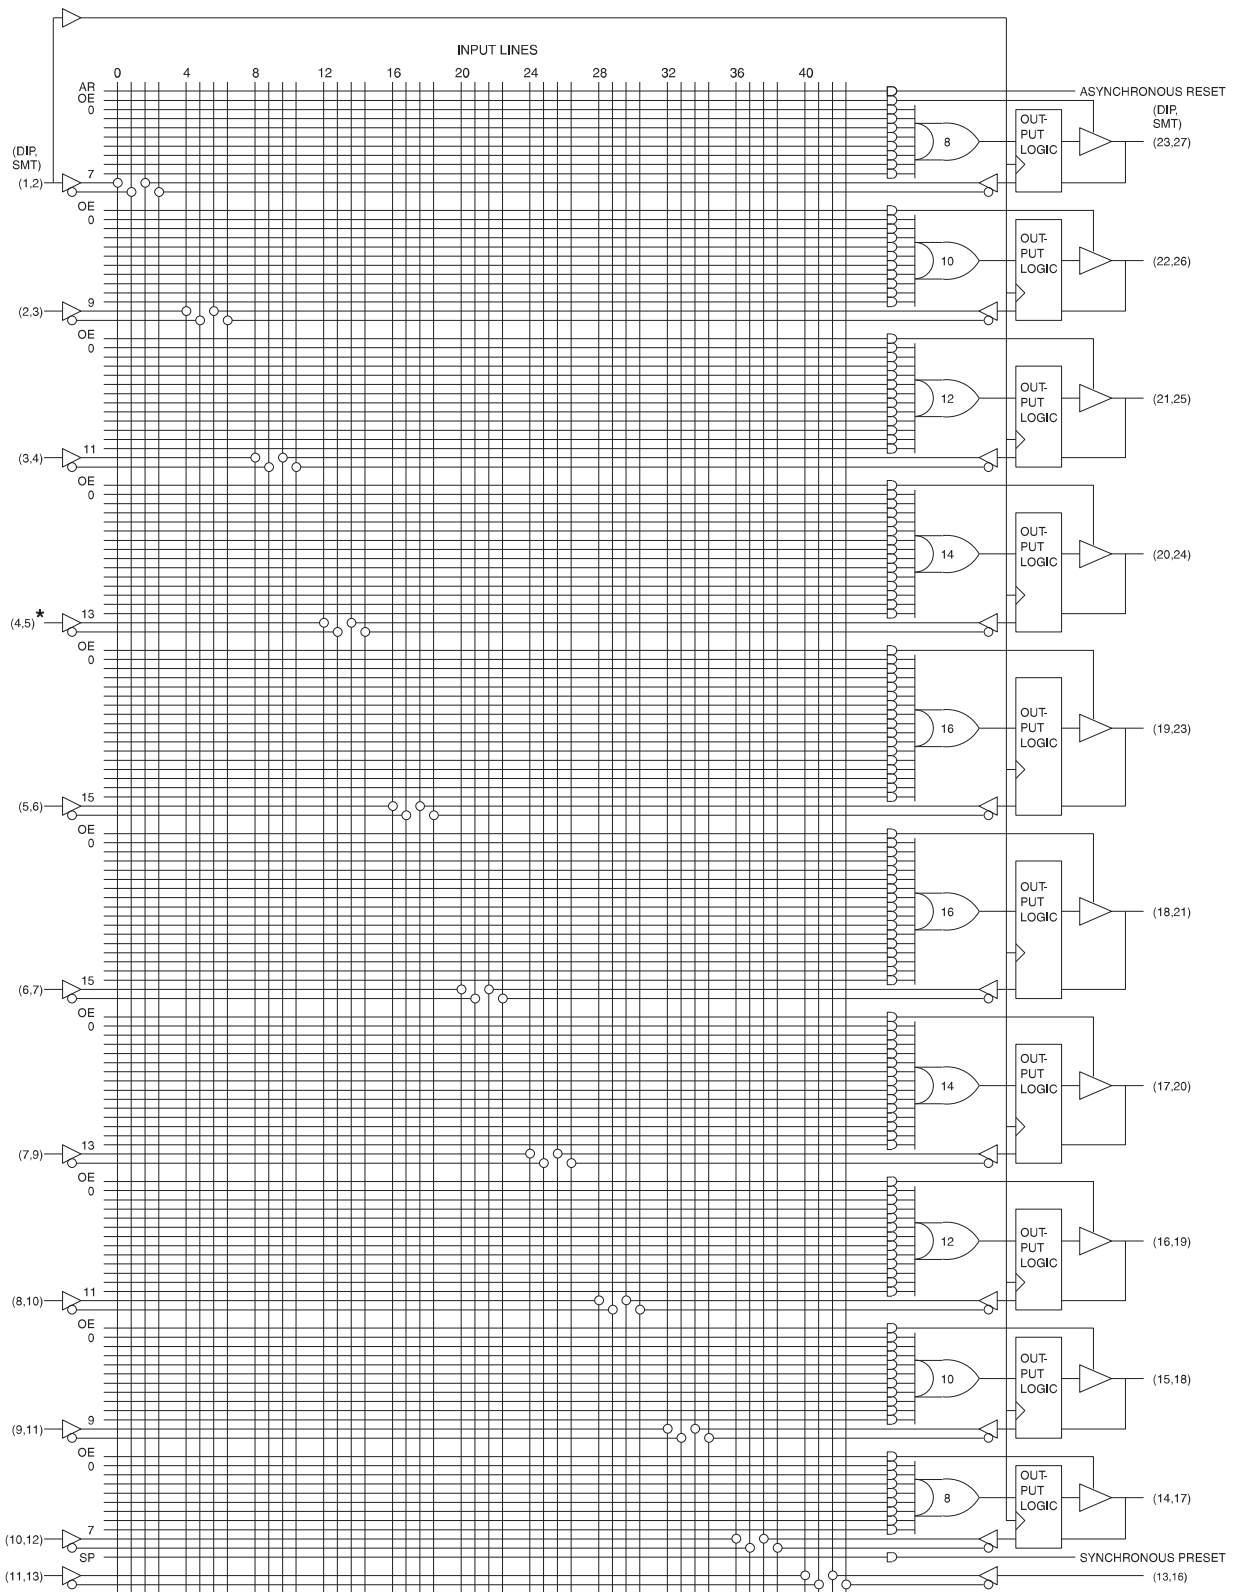 INPUT LINES
0 4 8 12 16 20 24 28 32 36 40
AR
ASYNCHRONOUS RESET
OE
0
(DIP,
SMT)
(DIP,
SMT)
8
OUT-
PUT
LOGIC
(23,27)
7
(1,2)
OE
0
10
OUT-
PUT
LOGIC
(22,26)
9
(2,3)
OE
0
12
OUT-
PUT
LOGIC
(21,25)
11
(3,4)
OE
0
14
OUT-
PUT
LOGIC
(20,24)
13
(4,5)*
OE
0
16
OUT-
PUT
LOGIC
(19,23)
15
(5,6)
OE
0
16
OUT-
PUT
LOGIC
(18,21)
15
(6,7)
OE
0
14
OUT-
PUT
LOGIC
(17,20)
13
(7,9)
OE
0
12
OUT-
PUT
LOGIC
(16,19)
11
(8,10)
OE
0
10
OUT-
PUT
LOGIC
(15,18)
9
(9,11)
OE
0
8
OUT-
PUT
LOGIC
(14,17)
7
(10,12)
SP
SYNCHRONOUS PRESET
(11,13)
(13,16)